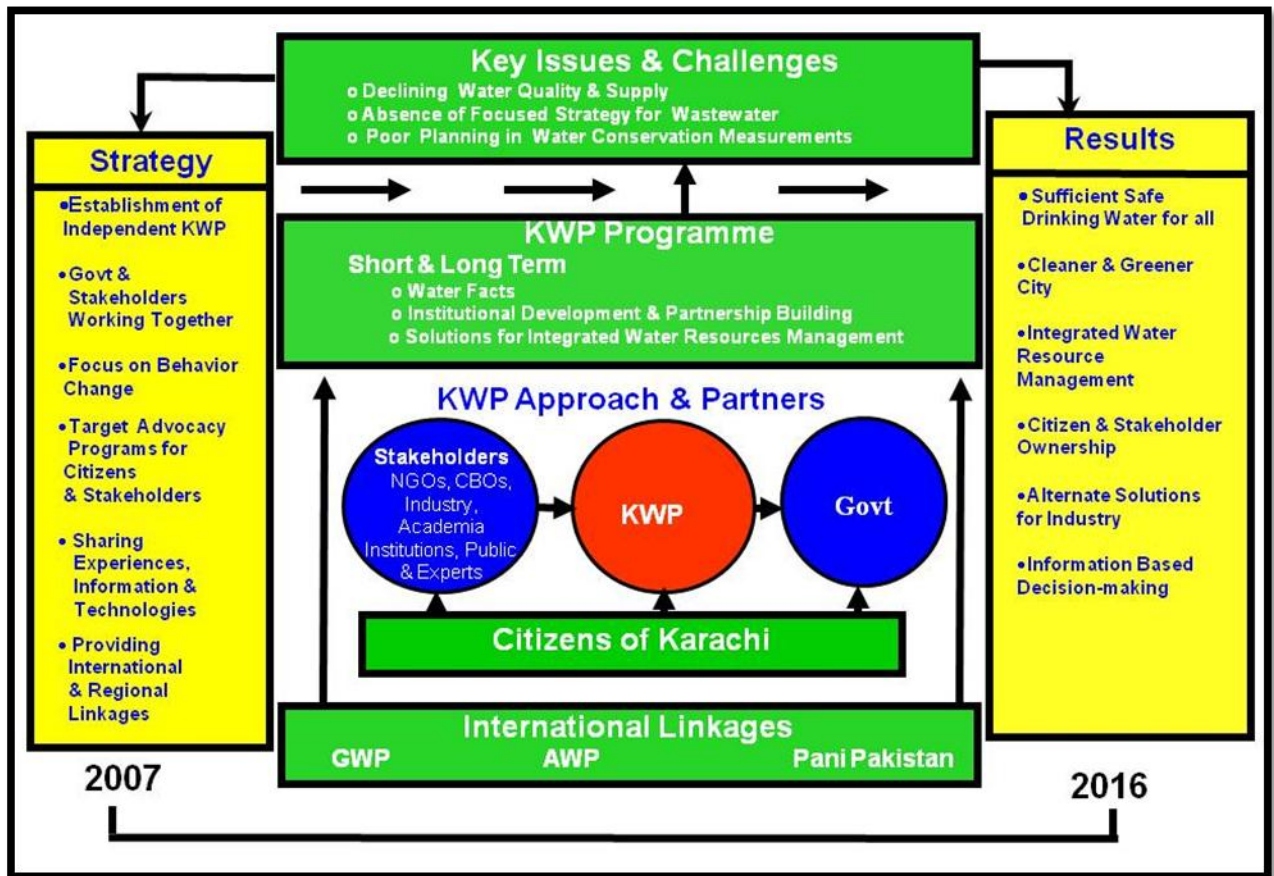 Key Issues & Challenges
o Declining Water Quality & Supply
o Absence of Focused Strategy for Wastewater
o Poor Planning in Water Conservation Measurements
Strategy
•Establishment of
Independent KWP
•Govt &
Stakeholders
Working Together
•Focus on Behavior
Change
•Target Advocacy
Programs for
Citizens
& Stakeholders
• Sharing
Experiences,
Information &
Technologies
• Providing
International
& Regional
Linkages
2007
KWP Programme
Short & Long Term
o Water Facts
o Institutional Development & Partnership Building
o Solutions for Integrated Water Resources Management
KWP Approach & Partners
Stakeholders
NGOs, CBOs,
Industry,
Academia
Institutions, Public
& Experts
KWP
Govt
Citizens of Karachi
International Linkages
GWP AWP Pani Pakistan
Results
•Sufficient Safe
Drinking Water for all
•Cleaner & Greener
City
•Integrated Water
Resource
Management
•Citizen & Stakeholder
Ownership
•Alternate Solutions
for Industry
•Information Based
Decision-making
2016